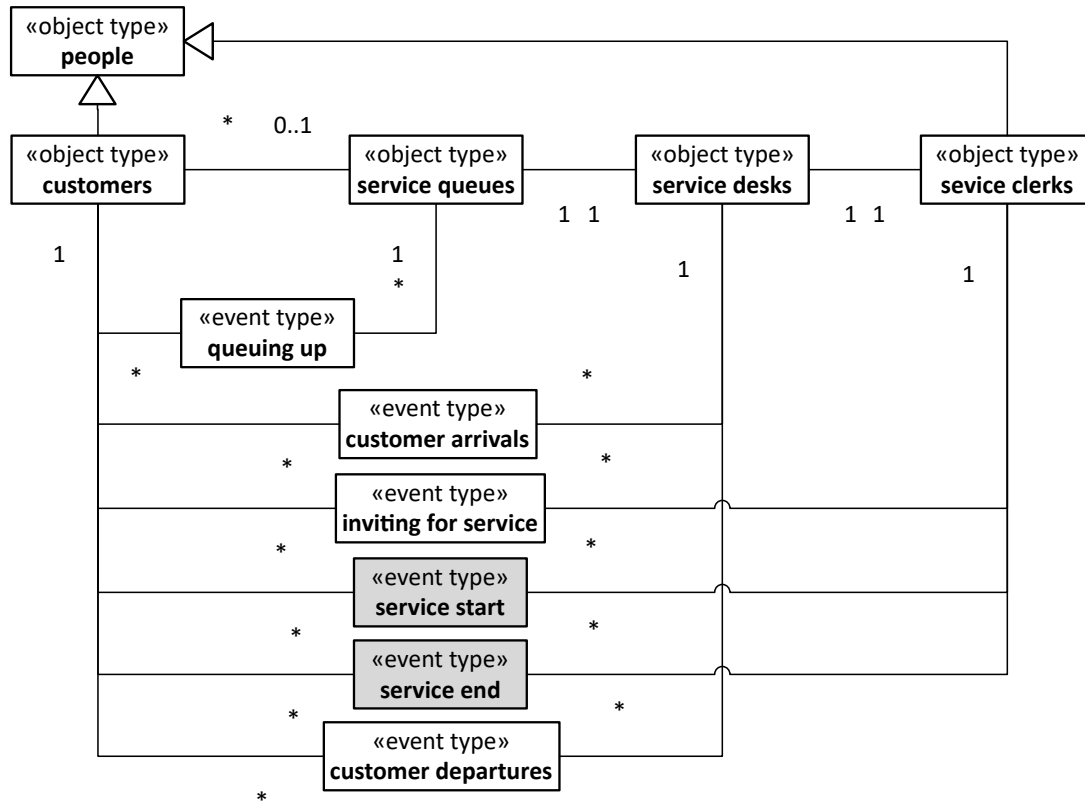 «object type»
people
* 0..1
«object type»
customers
«object type»
service queues
«object type»
service desks
«object type»
sevice clerks
1 1
1 1
1
1
1
1
*
«event type»
queuing up
*
*
«event type»
customer arrivals
*
*
«event type»
inviting for service
*
*
«event type»
service start
*
*
«event type»
service end
*
*
«event type»
customer departures
*